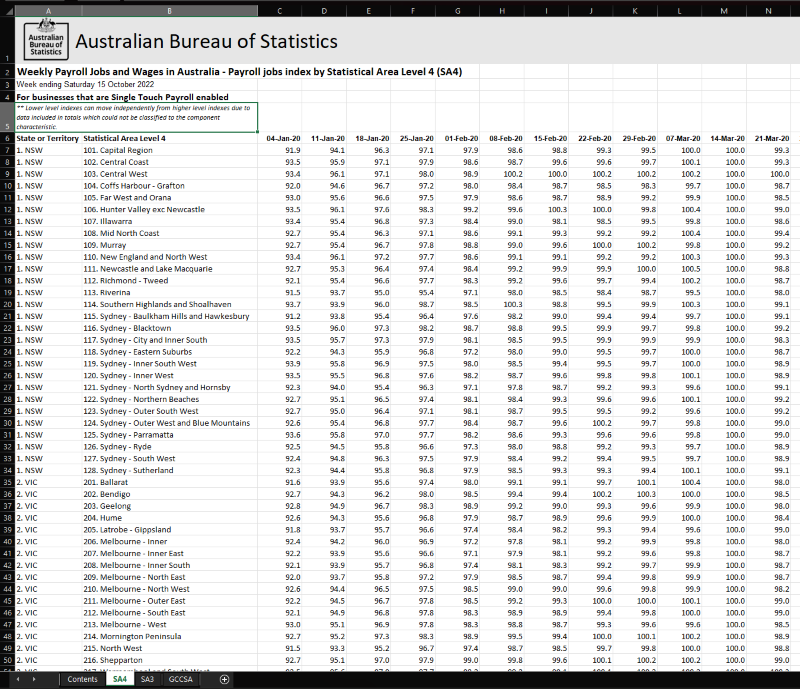 A B C D E F G H I J K L M N
Australian
Bureau of
Statistics
Australian Bureau of Statistics
1
2 Weekly Payroll Jobs and Wages in Australia - Payroll jobs index by Statistical Area Level 4 (SA4)
3 Week ending Saturday 15 October 2022
4 For businesses that are Single Touch Payroll enabled
** Lower level indexes can move independently from higher level indexes due to
data included in totals which could not be classified to the component
5 characteristic.
6 State or Territory Statistical Area Level 4 04-Jan-20 11-Jan-20 18-Jan-20 25-Jan-20 01-Feb-20 08-Feb-20 15-Feb-20 22-Feb-20 29-Feb-20 07-Mar-20 14-Mar-20 21-Mar-20
7 1. NSW 101. Capital Region 91.9 94.1 96.3 97.1 97.9 98.6 98.8 99.3 99.5 100.0 100.0 99.3
8 1. NSW 102. Central Coast 93.5 95.9 97.1 97.9 98.6 98.7 99.6 99.6 99.7 100.1 100.0 98.5
9 1. NSW 103. Central West 93.4 96.1 97.1 98.0 98.9 100.2 100.0 100.2 100.2 100.2 100.0 100.0
10 1. NSW 104. Coffs Harbour - Grafton 92.0 94.6 96.7 97.2 98.0 98.4 98.7 98.5 98.3 99.7 100.0 98.7
11 1. NSW 105. Far West and Orana 93.0 95.6 96.6 97.5 97.9 98.6 98.7 98.9 99.2 99.9 100.0 98.5
12 1. NSW 106. Hunter Valley exc Newcastle 93.5 96.1 97.6 98.3 99.2 99.6 100.3 100.0 99.8 100.4 100.0 99.0
13 1. NSW 107. Illawarra 93.4 95.4 96.8 97.3 98.4 99.0 98.1 98.5 99.5 99.8 100.0 98.6
14 1. NSW 108. Mid North Coast 92.7 95.4 96.3 97.1 98.6 99.1 99.3 99.2 99.2 100.4 100.0 99.4
15 1. NSW 109. Murray 92.7 95.4 96.7 97.8 98.8 99.0 99.6 100.0 100.2 99.8 100.0 99.2
16 1. NSW 110. New England and North West 93.4 96.1 97.2 97.7 98.6 99.1 99.1 99.2 99.2 100.3 100.0 99.3
17 1. NSW 111. Newcastle and Lake Macquarie 92.7 95.3 96.4 97.4 98.4 99.2 99.9 99.9 100.0 100.5 100.0 98.8
18 1. NSW 112. Richmond - Tweed 92.1 95.4 96.6 97.7 98.3 99.2 99.6 99.7 99.4 100.2 100.0 98.7
19 1. NSW 113. Riverina 91.5 93.7 95.0 95.4 97.1 98.0 98.5 98.4 98.7 99.5 100.0 98.0
20 1. NSW 114. Southern Highlands and Shoalhaven 93.7 93.9 96.0 98.7 98.5 100.3 98.8 99.5 99.9 100.3 100.0 99.1
21 1. NSW 115. Sydney - Baulkham Hills and Hawkesbury 91.2 93.8 95.4 96.4 97.6 98.2 99.0 99.4 99.4 99.7 100.0 99.1
22 1. NSW 116. Sydney - Blacktown 93.5 96.0 97.3 98.2 98.7 98.8 99.5 99.9 99.7 99.8 100.0 99.2
23 1. NSW 117. Sydney - City and Inner South 93.5 95.7 97.3 97.9 98.1 98.5 99.5 99.9 99.9 99.9 100.0 98.3
24 1. NSW 118. Sydney - Eastern Suburbs 92.2 94.3 95.9 96.8 97.2 98.0 99.0 99.5 99.7 100.0 100.0 98.7
25 1. NSW 119. Sydney - Inner South West 93.9 95.8 96.9 97.5 98.0 98.5 99.4 99.5 99.7 100.0 100.0 98.9
26 1. NSW 120. Sydney - Inner West 93.5 95.5 96.8 97.6 98.2 98.7 99.6 99.8 99.8 100.1 100.0 98.9
27 1. NSW 121. Sydney - North Sydney and Hornsby 92.3 94.0 95.4 96.3 97.1 97.8 98.7 99.2 99.3 99.6 100.0 99.1
28 1. NSW 122. Sydney - Northern Beaches 92.7 95.1 96.5 97.4 98.1 98.4 99.3 99.6 99.6 100.1 100.0 99.2
29 1. NSW 123. Sydney - Outer South West 92.7 95.0 96.4 97.1 98.1 98.7 99.5 99.5 99.2 99.6 100.0 99.2
30 1. NSW 124. Sydney - Outer West and Blue Mountains 92.6 95.4 96.8 97.7 98.4 98.7 99.6 100.2 99.7 99.8 100.0 99.0
31 1. NSW 125. Sydney - Parramatta 93.6 95.8 97.0 97.7 98.2 98.6 99.3 99.6 99.6 99.8 100.0 99.0
32 1. NSW 126. Sydney - Ryde 92.5 94.5 95.8 96.6 97.3 98.0 98.8 99.2 99.3 99.7 100.0 98.9
33 1. NSW 127. Sydney - South West 92.4 94.8 96.3 97.5 97.9 98.4 99.2 99.4 99.5 99.7 100.0 98.9
34 1. NSW 128. Sydney - Sutherland 92.3 94.4 95.8 96.8 97.9 98.5 99.3 99.3 99.4 100.1 100.0 99.1
35 2. VIC 201. Ballarat 91.6 93.9 95.6 97.4 98.0 99.1 99.1 99.7 100.1 100.4 100.0 98.0
36 2. VIC 202. Bendigo 92.7 94.3 96.2 98.0 98.5 99.4 99.4 100.2 100.3 100.0 100.0 98.5
37 2. VIC 203. Geelong 92.8 94.9 96.7 98.3 98.9 99.2 99.0 99.3 99.6 99.9 100.0 98.0
38 2. VIC 204. Hume 92.6 94.3 95.6 96.8 97.9 98.7 98.9 99.6 99.9 100.0 100.0 98.4
39 2. VIC 205. Latrobe - Gippsland 91.8 93.7 95.7 96.6 97.4 98.4 98.2 99.3 99.4 99.6 100.0 99.0
40 2. VIC 206. Melbourne - Inner 92.4 94.2 96.0 96.9 97.2 97.8 98.1 99.2 99.9 99.8 100.0 98.1
41 2. VIC 207. Melbourne - Inner East 92.2 93.9 95.6 96.6 97.1 97.9 98.1 99.2 99.6 99.8 100.0 98.7
42 2. VIC 208. Melbourne - Inner South 92.1 93.9 95.7 96.8 97.4 98.1 98.3 99.2 99.7 99.8 100.0 98.7
43 2. VIC 209. Melbourne - North East 92.0 93.7 95.8 97.2 97.9 98.5 98.7 99.4 99.8 99.9 100.0 98.7
44 2. VIC 210. Melbourne - North West 92.6 94.4 96.5 97.5 98.5 99.0 99.0 99.6 99.8 99.9 100.0 98.2
45 2. VIC 211. Melbourne - Outer East 92.2 94.5 96.7 97.8 98.5 99.2 99.3 100.0 100.0 100.1 100.0 99.0
46 2. VIC 212. Melbourne - South East 92.1 94.9 96.8 97.8 98.3 98.9 98.9 99.4 99.8 99.8 100.0 99.0
47 2. VIC 213. Melbourne - West 93.0 95.1 96.9 97.8 98.3 98.8 98.7 99.3 99.6 99.6 100.0 98.5
48 2. VIC 214. Mornington Peninsula 92.7 95.2 97.3 98.3 98.9 99.5 99.4 100.0 100.1 100.2 100.0 98.9
49 2. VIC 215. North West 91.5 93.3 95.2 96.7 97.4 98.7 98.5 99.7 99.8 100.0 100.0 98.8
50 2. VIC 216. Shepparton 92.7 95.1 97.0 97.9 99.0 99.8 99.6 100.1 100.2 100.2 100.0 99.2
Contents SA4 SA3 GCCSA